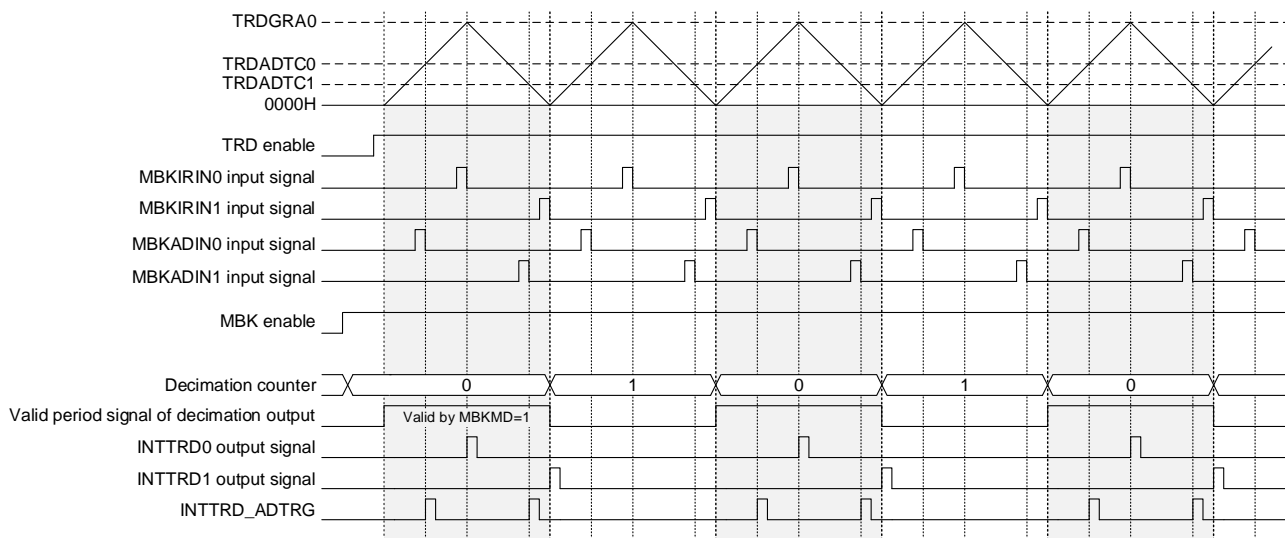 TRDGRA0
TRDADTC0
TRDADTC1
0000H
TRD enable
MBKIRIN0 input signal
MBKIRIN1 input signal
MBKADIN0 input signal
MBKADIN1 input signal
MBK enable
Decimation counter 0 1 0 1 0
Valid period signal of decimation output Valid by MBKMD=1
INTTRD0 output signal
INTTRD1 output signal
INTTRD_ADTRG